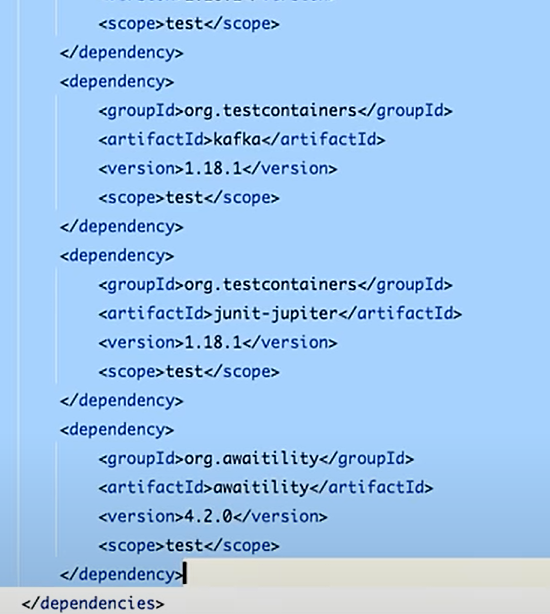 <scope>test</scope>
</dependency>
<dependency>
<groupId>org.testcontainers</groupId>
<artifactId>kafka</artifactId>
<version>1.18.1</version>
<scope>test</scope>
</dependency>
<dependency>
<groupId>org.testcontainers</groupId>
<artifactId>junit-jupiter</artifactId>
<version>1.18.1</version>
<scope>test</scope>
</dependency>
<dependency>
<groupId>org.awaitility</groupId>
<artifactId>awaitility</artifactId>
<version>4.2.0</version>
<scope>test</scope>
</dependency>
</dependencies>